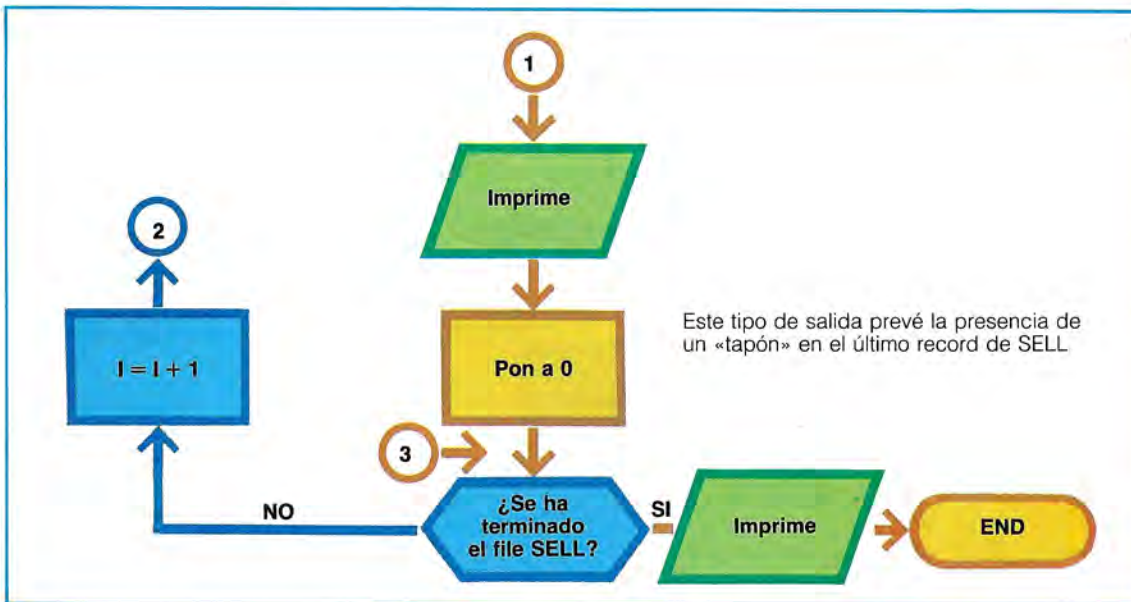 1
Imprime
2
I = I + 1
Pon a 0
Este tipo de salida prevé la presencia de
un «tapón» en el último record de SELL
3
¿Se ha
terminado
el file SELL?
NO
SI
Imprime
END